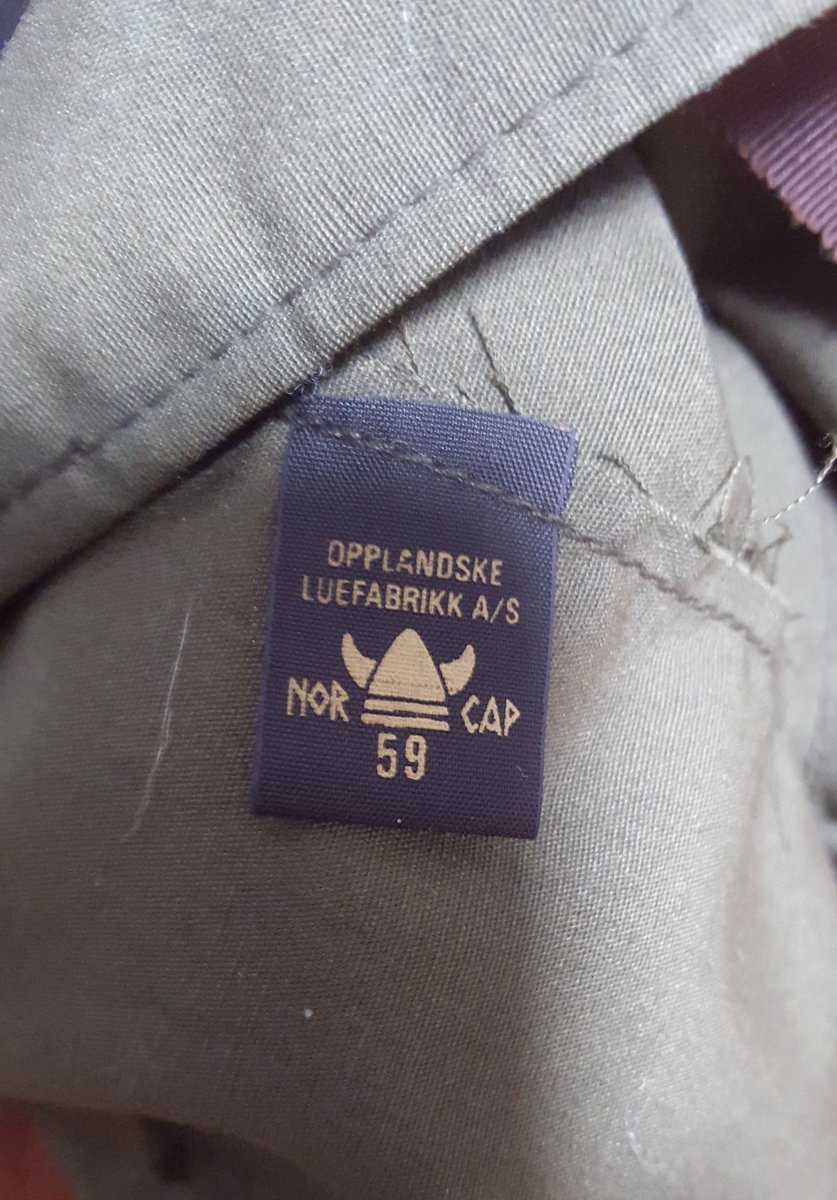 OPPLANDSKE
LUEFABRIKK A/S
NOR CAP
59